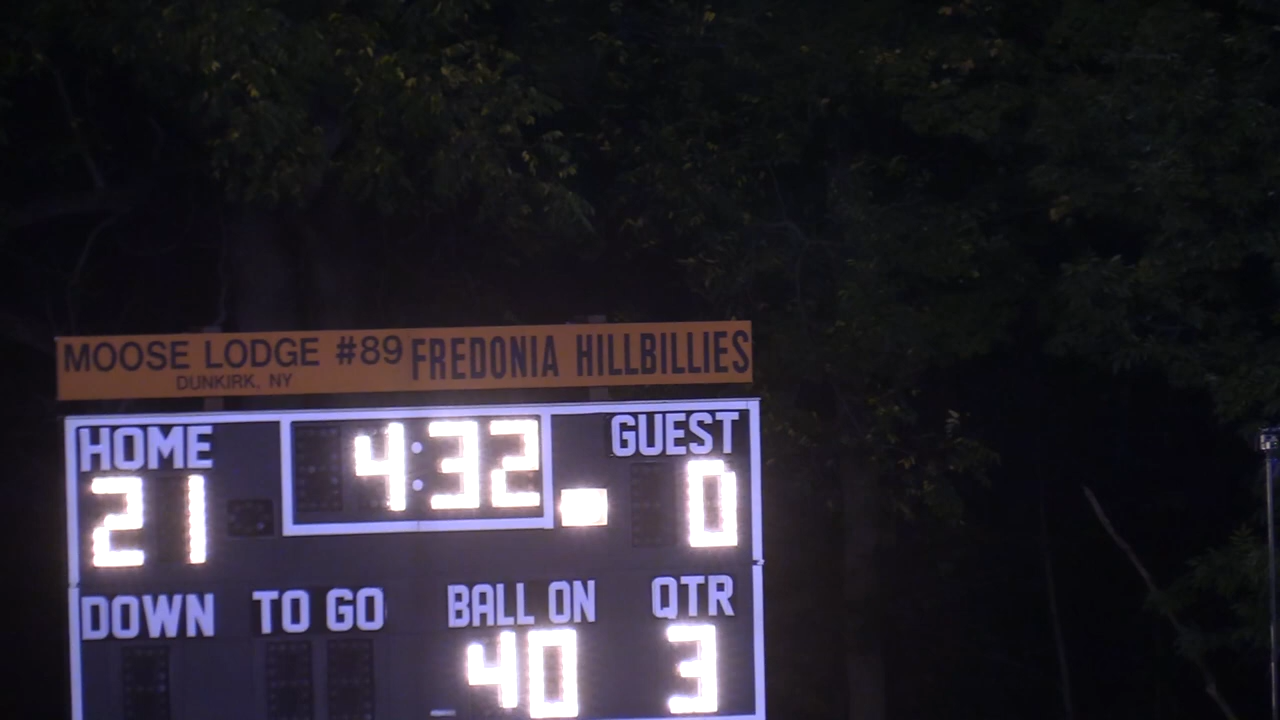 MOOSE LODGE #89 FREDONIA HILLBILLIES
DUNKIRK, NY
HOME 4:32 GUEST
21 0
DOWN TO GO BALL ON QTR
40 3